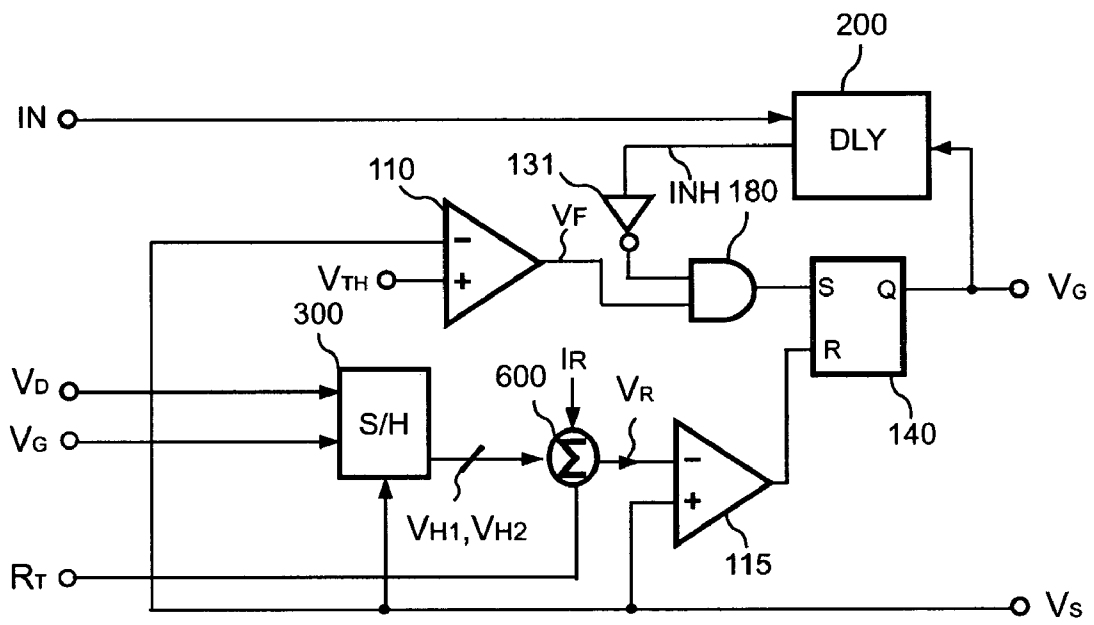 200
IN
DLY
110
131
INH
180
VF
VTH
S
Q
VG
300
R
VD
600
IR
VR
S/H
VG
140
Σ
VH1,VH2
115
RT
VS